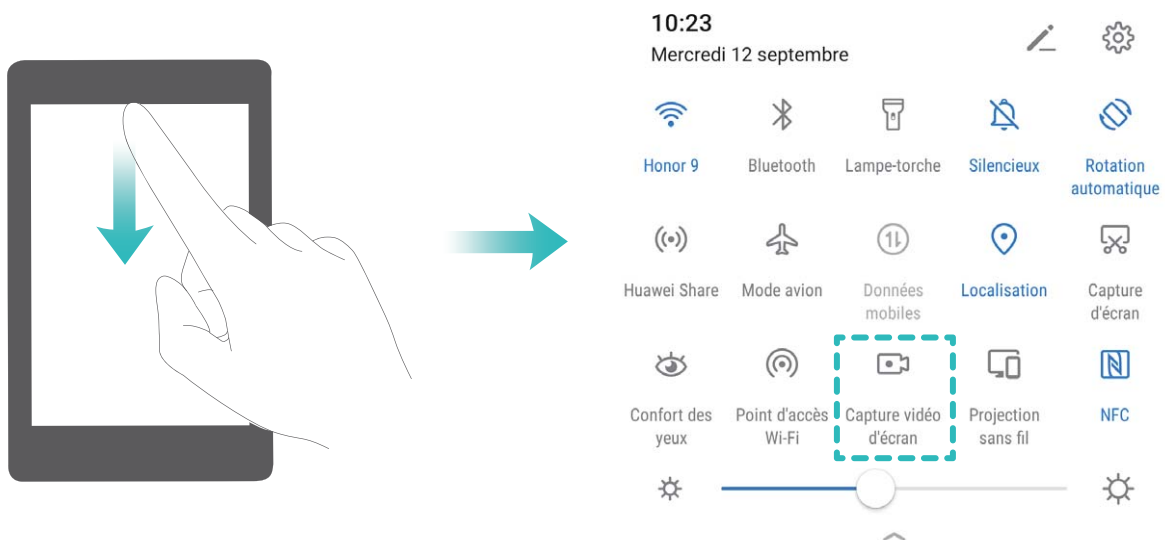 10:23
Mercredi 12 septembre
Honor 9
Bluetooth
Lampe-torche
Silencieux
Rotation
automatique
Huawei Share
Mode avion
Données
mobiles
Localisation
Capture
d'écran
Confort des
yeux
Point d'accès
Wi-Fi
Capture vidéo
d'écran
Projection
sans fil
NFC